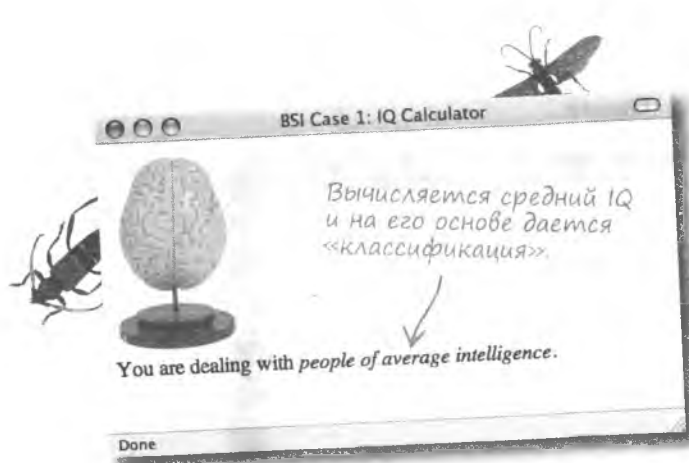 BSI Case 1: IQ Calculator
Вычисляется средний IQ
и на его основе дается
«классификация».
You are dealing with people of average intelligence.
Done